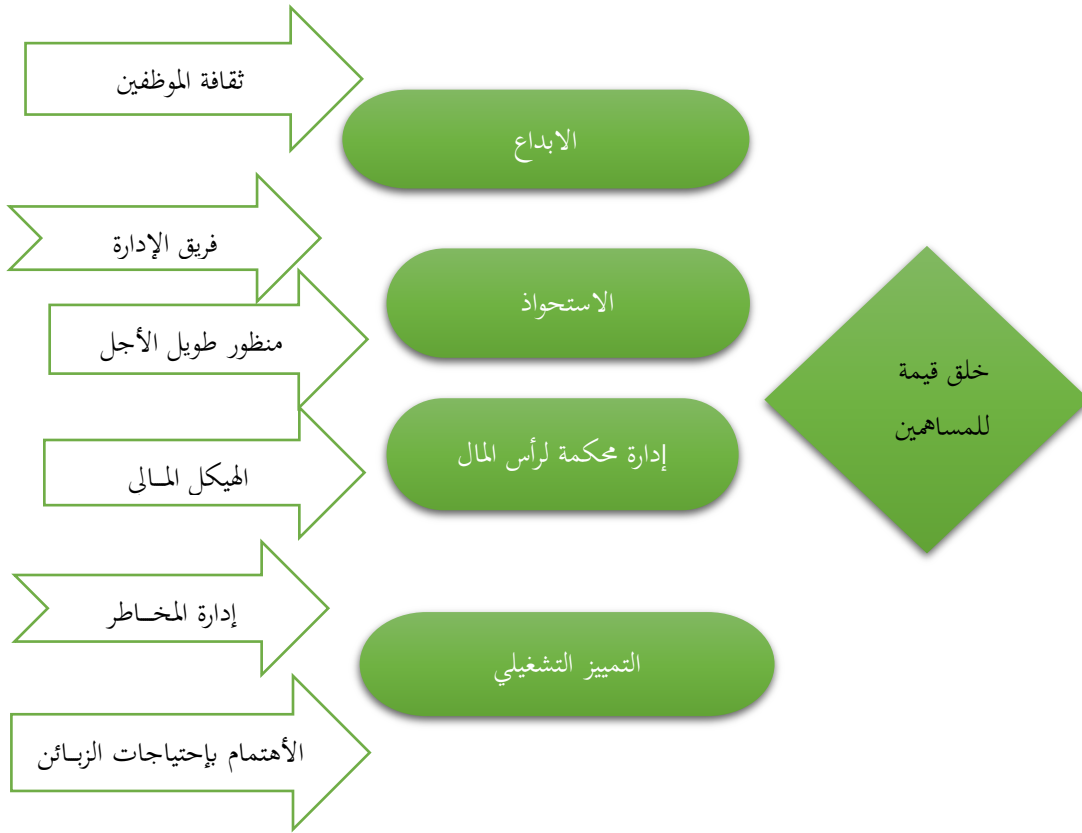 ثقافة الموظفين
الابداع
فريق الإدارة
الاستحواذ
منظور طويل الأجل
خلق قيمة
للمساهمين
إدارة محكمة لرأس المال
الهيكل المـالى
إدارة المخـاطر
التمييز التشغيلي
الأهتمام بإحتياجات الزبـائن